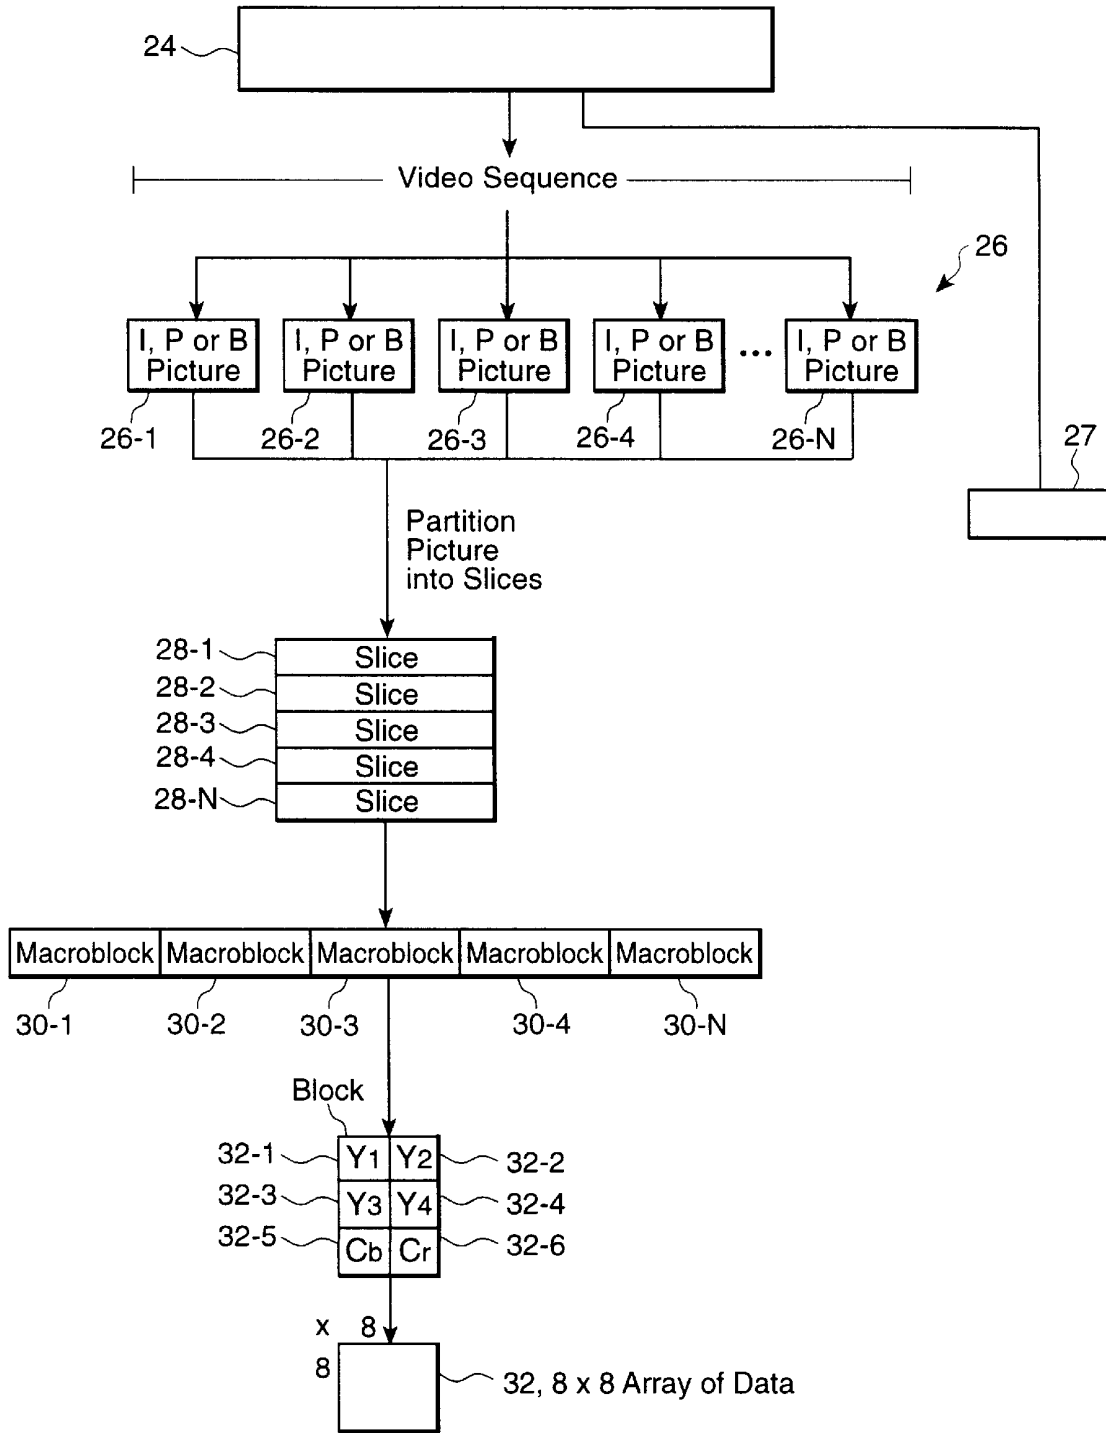 24
Video Sequence
26
I, P or B
Picture
I, P or B
Picture
I, P or B
Picture
I, P or B
Picture
...
I, P or B
Picture
26-1
26-2
26-3
26-4
26-N
27
Partition
Picture
into Slices
28-1
Slice
28-2
Slice
28-3
Slice
28-4
Slice
28-N
Slice
Macroblock
Macroblock
Macroblock
Macroblock
Macroblock
30-1
30-2
30-3
30-4
30-N
Block
32-1
Y1
Y2
32-2
32-3
Y3
Y4
32-4
32-5
Cb
Cr
32-6
x
8
8
32, 8 x 8 Array of Data